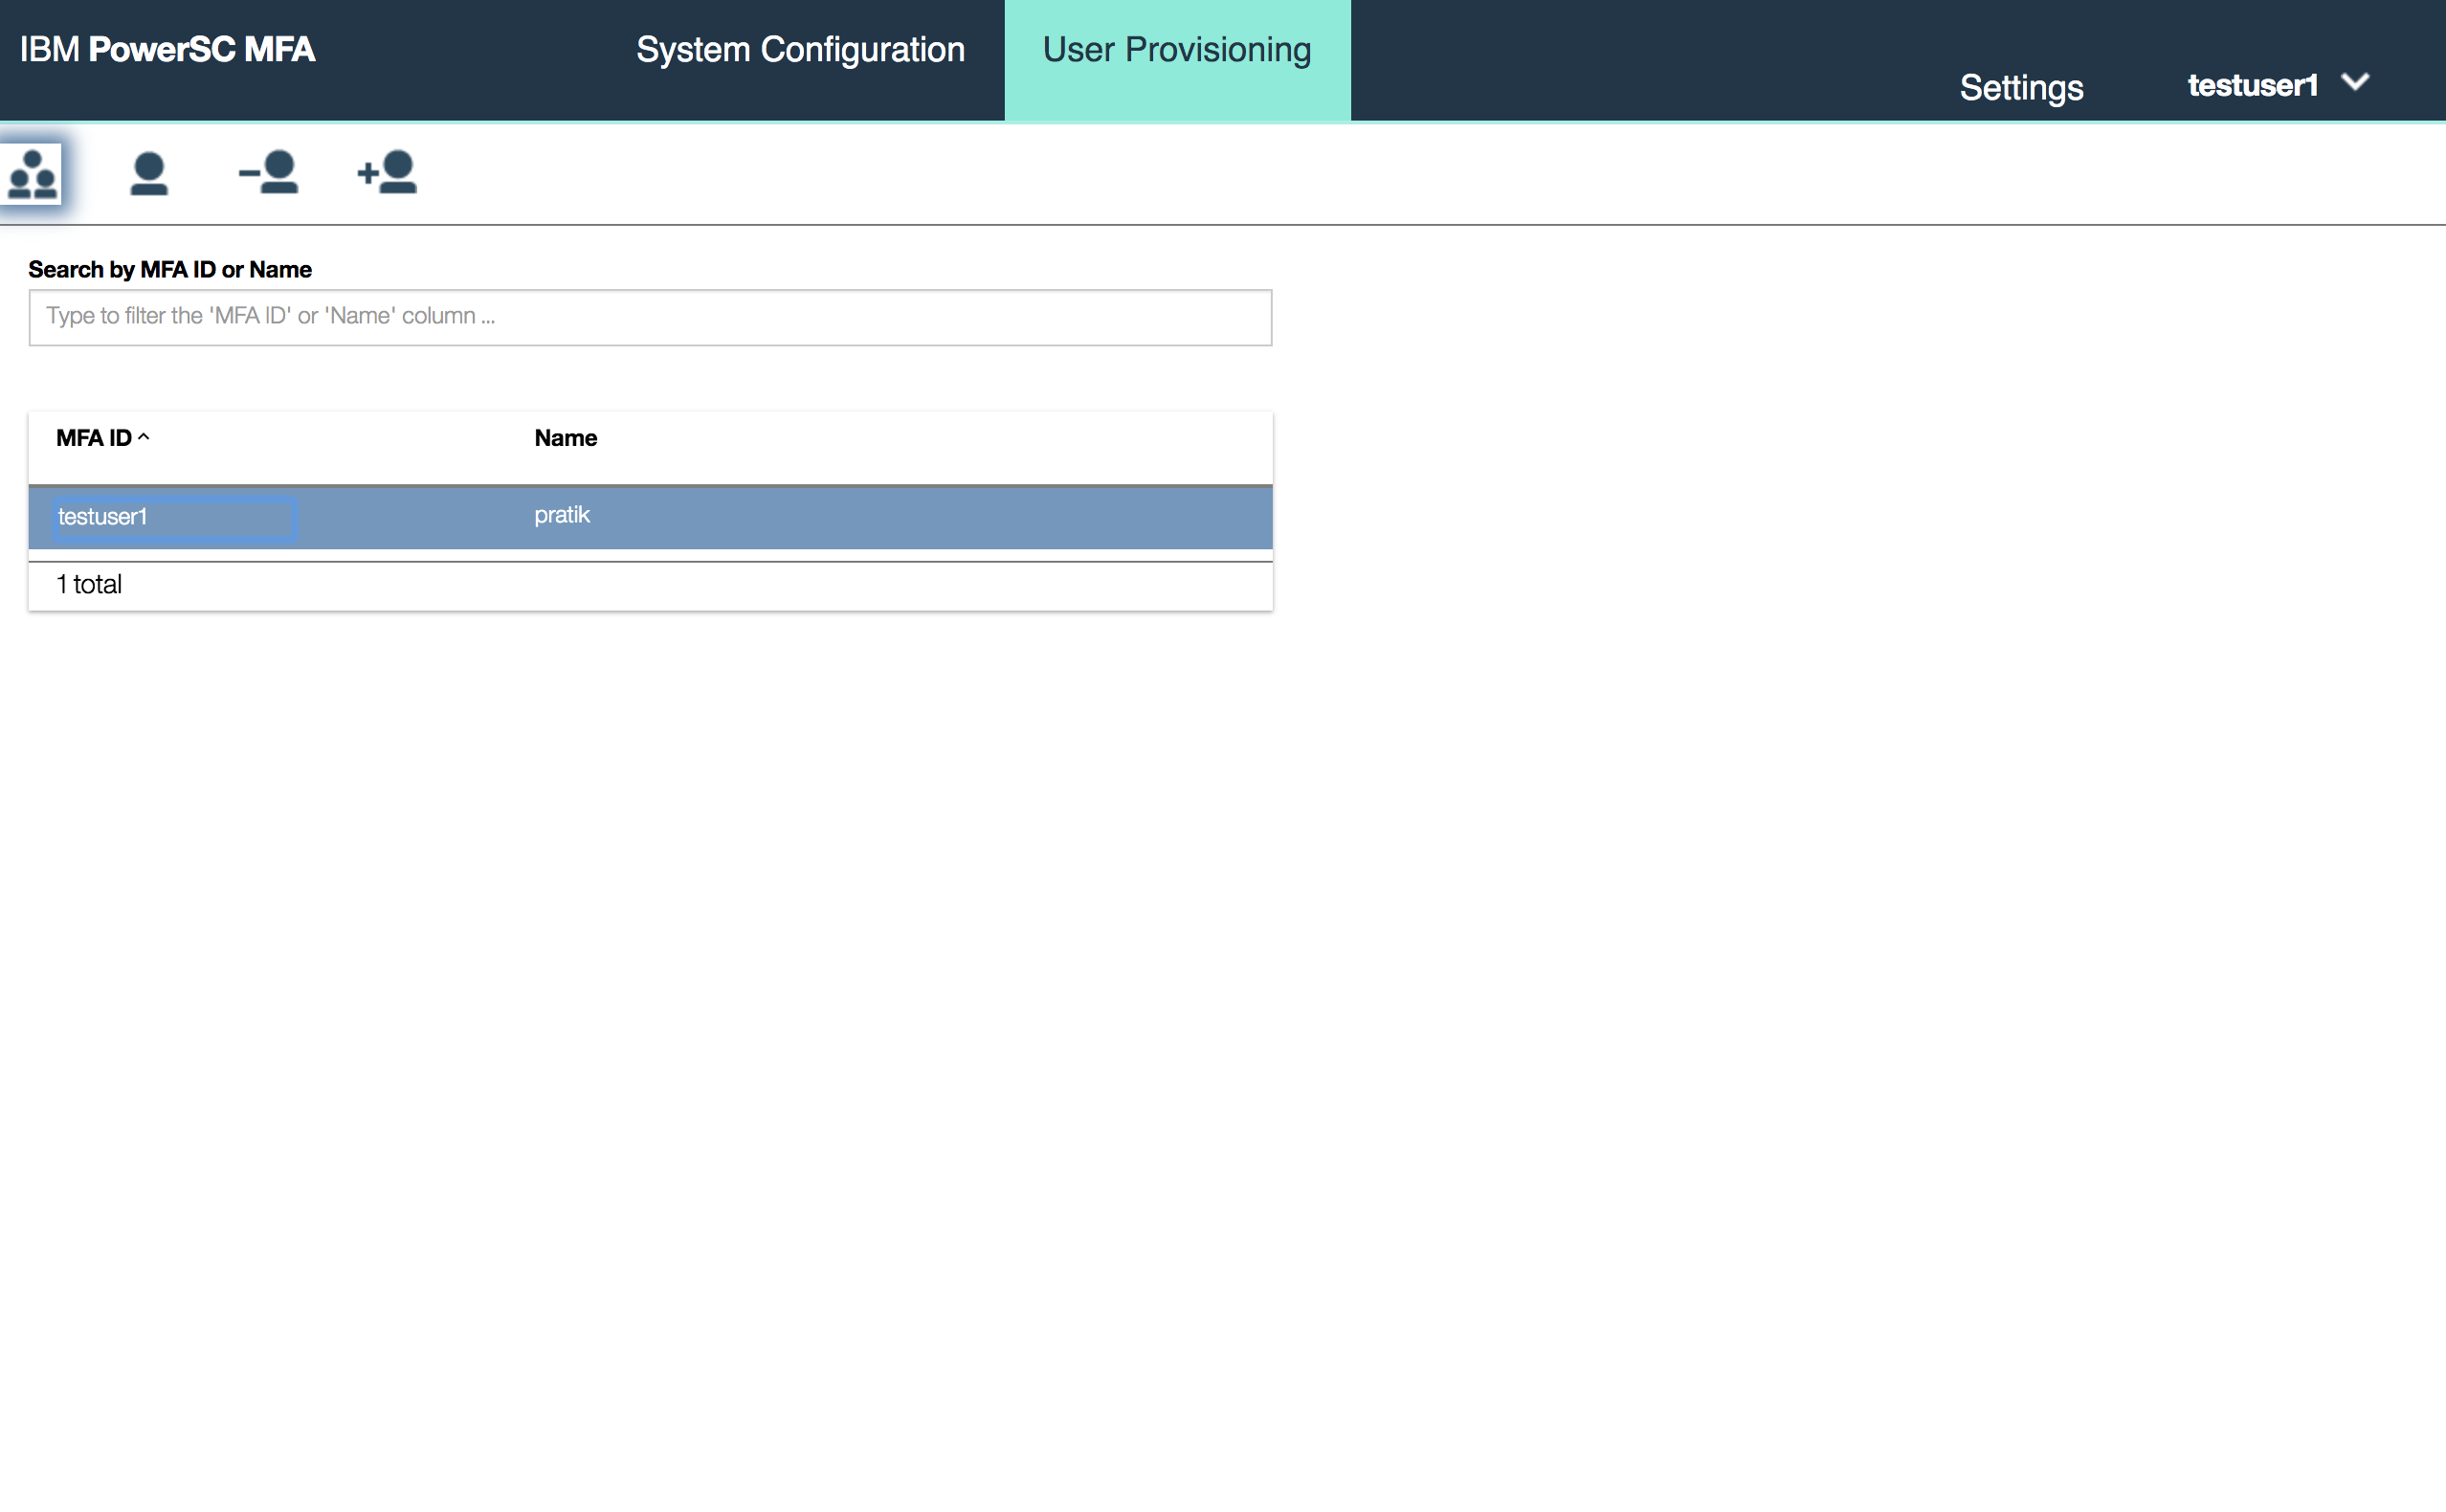 IBM PowerSC MFA
System Configuration
User Provisioning
Settings
testuser1
Search by MFA ID or Name
Type to filter the 'MFA ID' or 'Name' column ...
MFA ID Name
testuser1 pratik
1 total